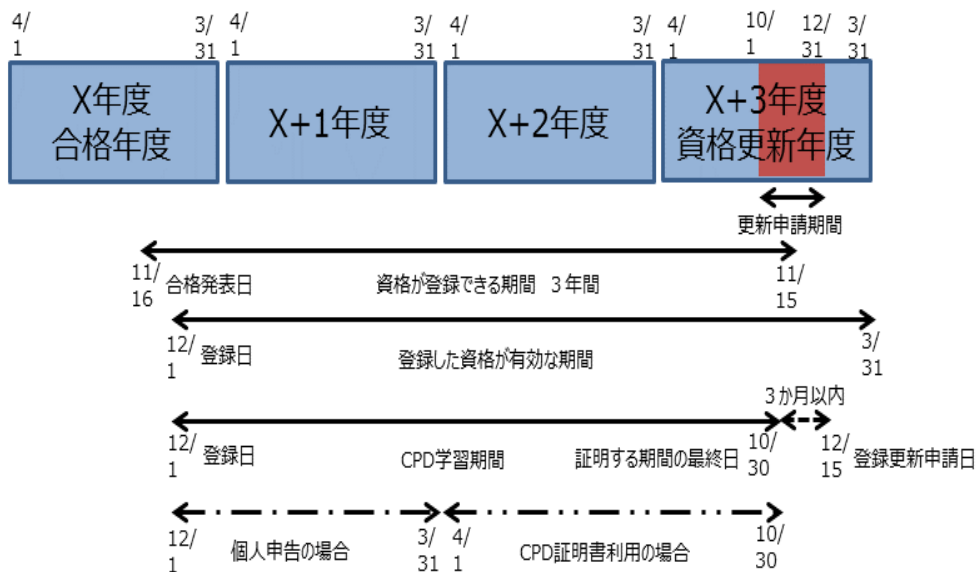 4/
1
3/
31
4/
1
3/
31
4/
1
3/
31
4/
1
10/
1
12/
31
3/
31
X年度
合格年度
X+1年度
X+2年度
X+3年度
資格更新年度
更新申請期間
11/
16
合格発表日
資格が登録できる期間 3年間
11/
15
12/
1
登録日
登録した資格が有効な期間
3/
31
3か月以内
12/
1
登録日
CPD学習期間
証明する期間の最終日
10/
30
12/
15
登録更新申請日
12/
1
個人申告の場合
3/
31
4/
1
CPD証明書利用の場合
10/
30